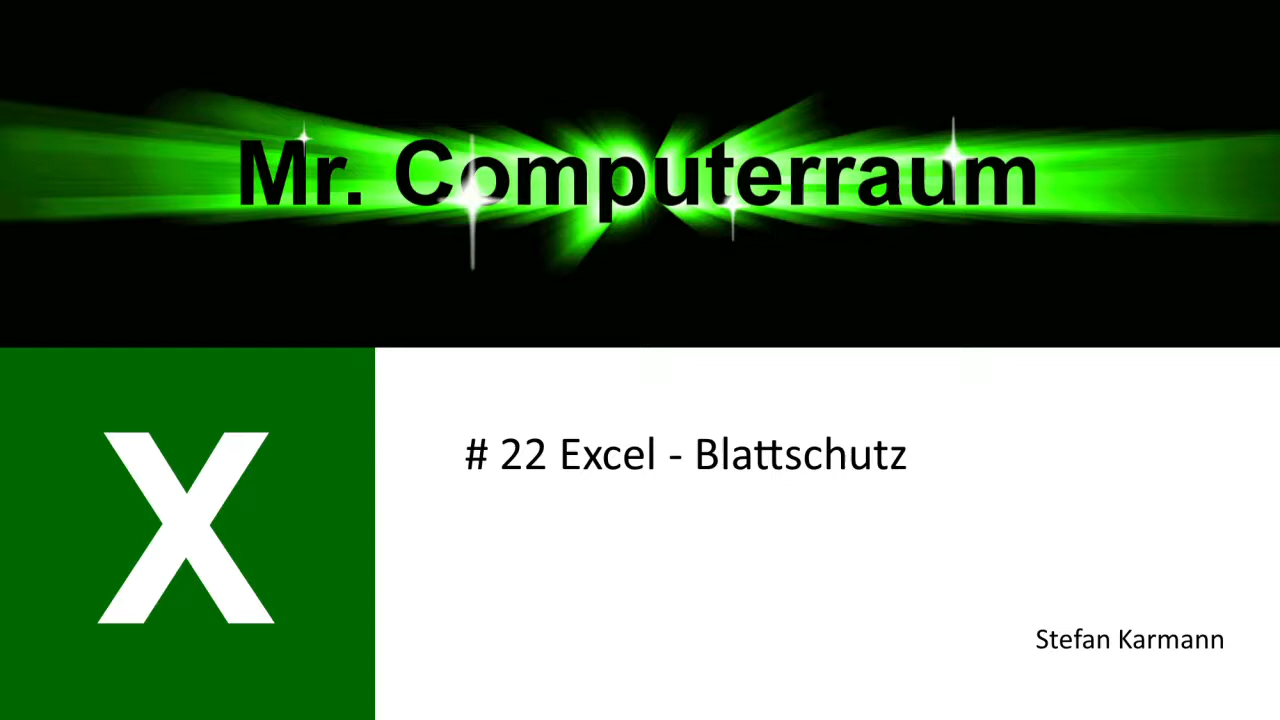 Mr. Computerraum
X
# 22 Excel - Blattschutz
Stefan Karmann